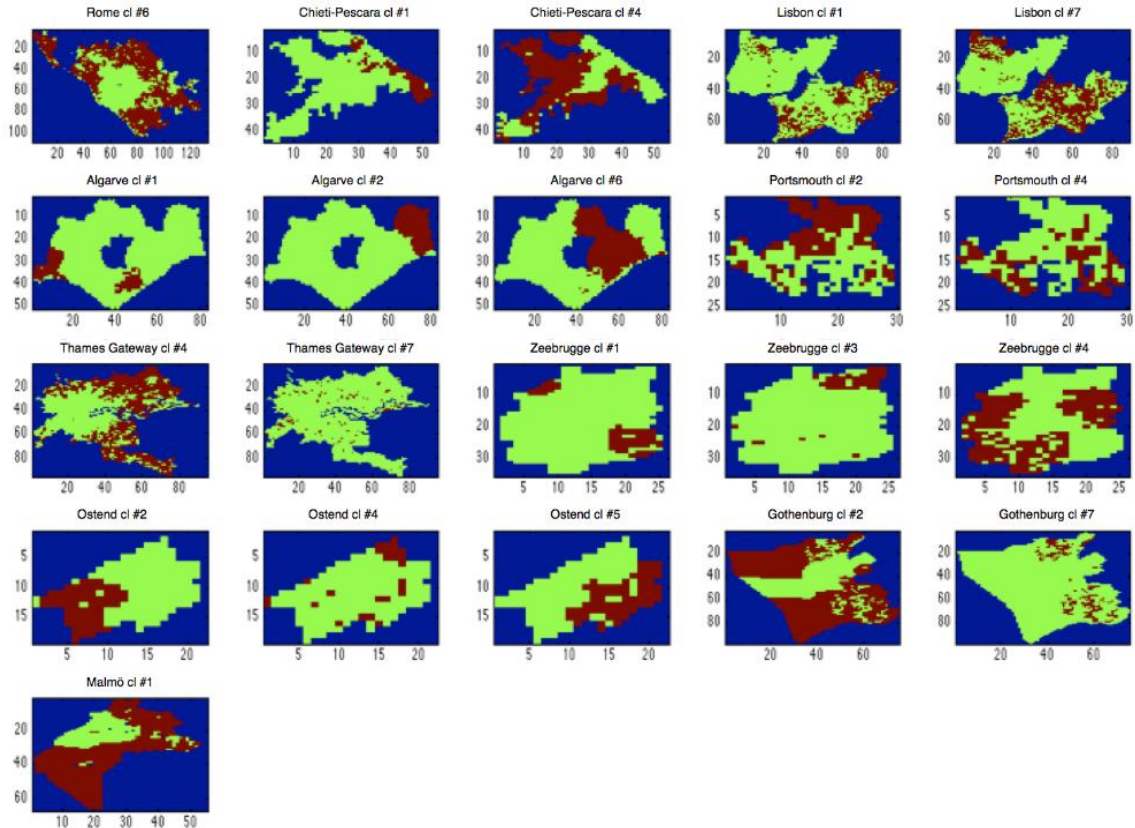 Rome cl #6
Chieti-Pescara cl #1
Chieti-Pescara cl #4
Lisbon cl #1
Lisbon cl #7
20
40
60
80
100
20 40 60 80 100 120
10
20
30
40
10 20 30 40 50
10
20
30
40
10 20 30 40 50
20
40
60
20 40 60 80
20
40
60
20 40 60 80
Algarve cl #1
Algarve cl #2
Algarve cl #6
Portsmouth cl #2
Portsmouth cl #4
10
20
30
40
50
20 40 60 80
10
20
30
40
50
20 40 60 80
10
20
30
40
50
20 40 60 80
5
10
15
20
25
10 20 30
5
10
15
20
25
10 20 30
Thames Gateway cl #4
Thames Gateway cl #7
Zeebrugge cl #1
Zeebrugge cl #3
Zeebrugge cl #4
20
40
60
80
20 40 60 80
20
40
60
80
20 40 60 80
10
20
30
5 10 15 20 25
10
20
30
5 10 15 20 25
10
20
30
5 10 15 20 25
Ostend cl #2
Ostend cl #4
Ostend cl #5
Gothenburg cl #2
Gothenburg cl #7
5
10
15
5 10 15 20
5
10
15
5 10 15 20
5
10
15
5 10 15 20
20
40
60
80
20 40 60
20
40
60
80
20 40 60
Malmö cl #1
20
40
60
10 20 30 40 50